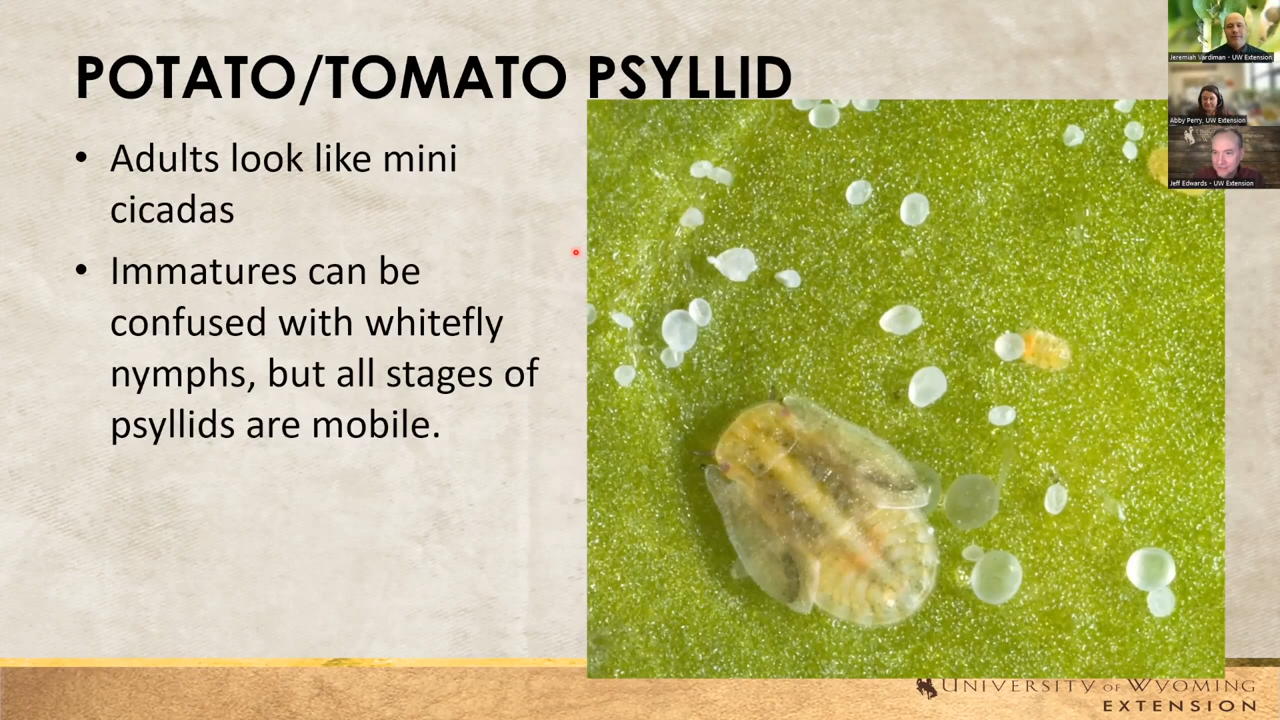 POTATO/TOMATO PSYLLID
• Adults look like mini
cicadas
• Immatures can be
confused with whitefly
nymphs, but all stages of
psyllids are mobile.
Jeremiah Vardiman - UW Extension
Abby Perry, UW Extension
Jeff Edwards - UW Extension
UNIVERSITY OF WYOMING
EXTENSION